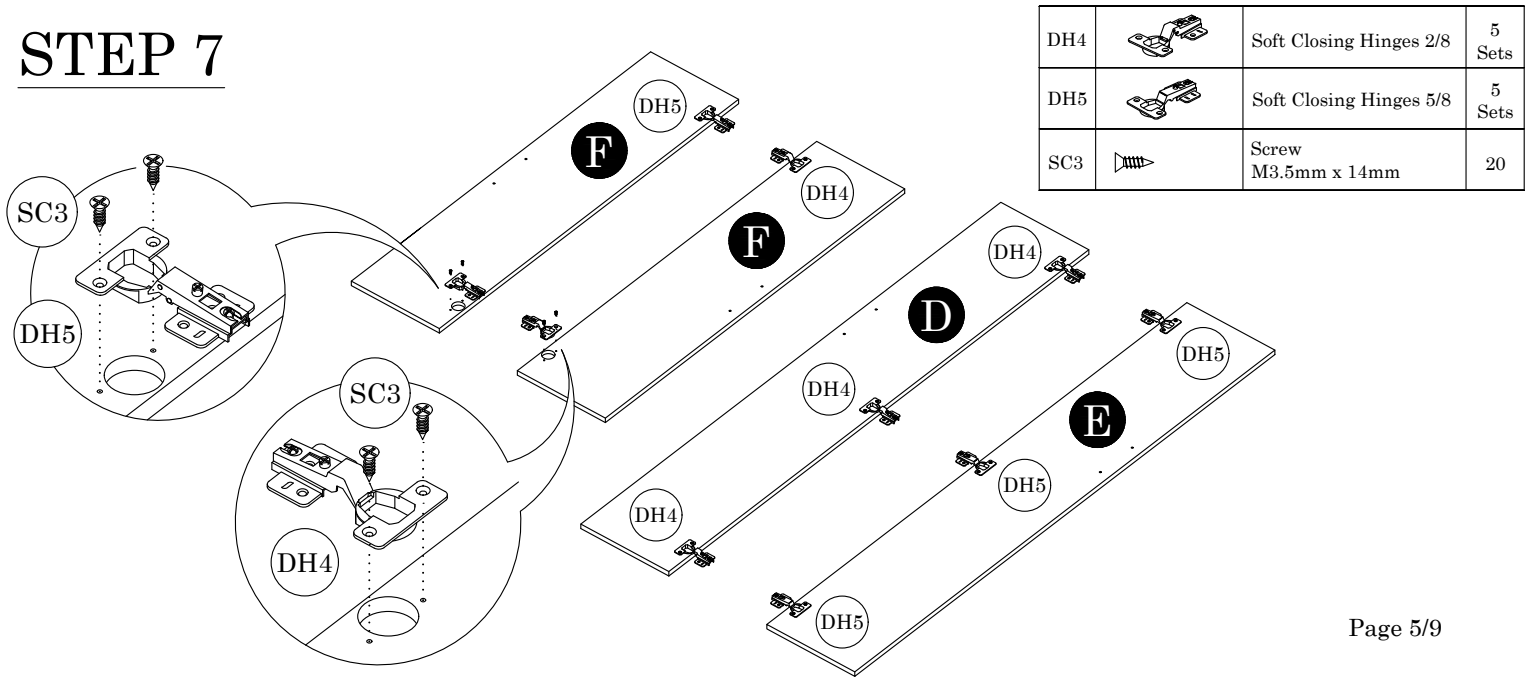 STEP 7
DH4 Soft Closing Hinges 2/8 5 Sets
DH5 Soft Closing Hinges 5/8 5 Sets
SC3 Screw M3.5mm x 14mm 20
DH5
F
DH4
F
DH4
D
DH4
DH4
DH5
E
DH5
DH5
SC3
DH5
SC3
DH4
Page 5/9